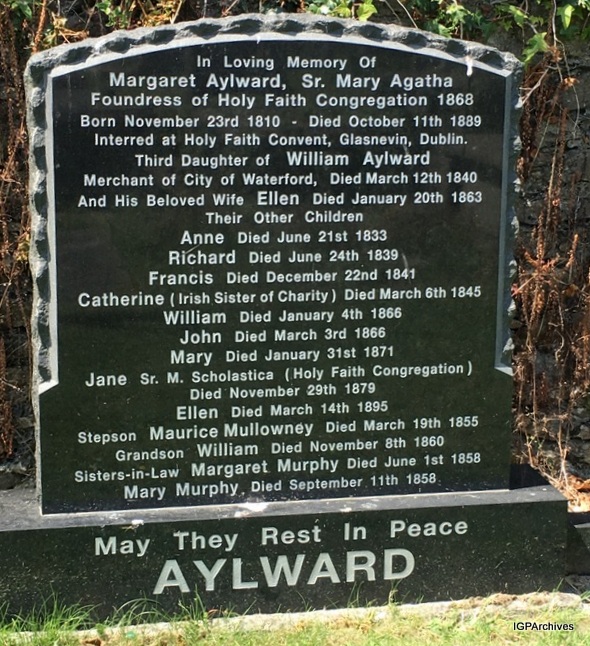 In Loving Memory Of
Margaret Aylward, Sr. Mary Agatha
Foundress of Holy Faith Congregation 1868
Born November 23rd 1810 - Died October 11th 1889
Interred at Holy Faith Convent, Glasnevin, Dublin.
Third Daughter of William Aylward
Merchant of City of Waterford, Died March 12th 1840
And His Beloved Wife Ellen Died January 20th 1863
Their Other Children
Anne Died June 21st 1833
Richard Died June 24th 1839
Francis Died December 22nd 1841
Catherine (Irish Sister of Charity) Died March 6th 1845
William Died January 4th 1866
John Died March 3rd 1866
Mary Died January 31st 1871
Jane Sr. M. Scholastica (Holy Faith Congregation)
Died November 29th 1879
Ellen Died March 14th 1895
Stepson Maurice Mullowney Died March 19th 1855
Grandson William Died November 8th 1860
Sisters-in-Law Margaret Murphy Died June 1st 1858
Mary Murphy Died September 11th 1858
May They Rest In Peace
AYLWARD
IGPArchives